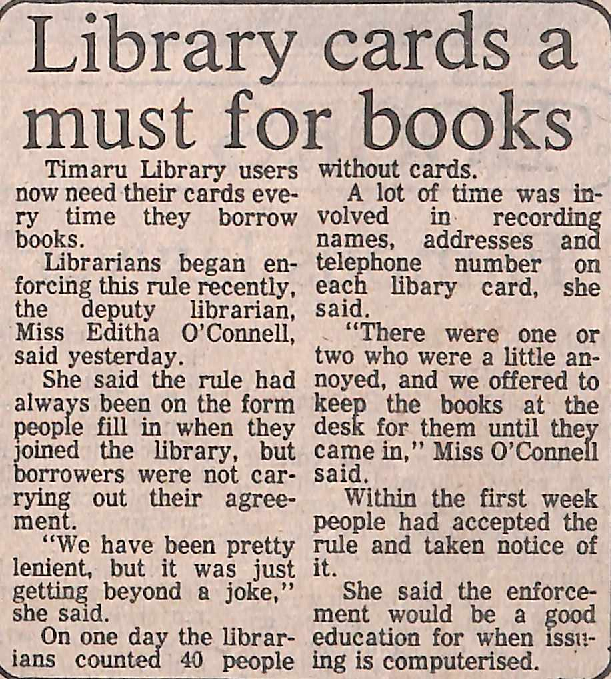 Library cards a
must for books
Timaru Library users
now need their cards eve-
ry time they borrow
books.
Librarians began en-
forcing this rule recently,
the deputy librarian,
Miss Editha O'Connell,
said yesterday.
She said the rule had
always been on the form
people fill in when they
joined the library, but
borrowers were not car-
rying out their agree-
ment.
"We have been pretty
lenient, but it was just
getting beyond a joke,"
she said.
On one day the librar-
ians counted 40 people
without cards.
A lot of time was in-
volved in recording
names, addresses and
telephone number on
each libary card, she
said.
"There were one or
two who were a little an-
noyed, and we offered to
keep the books at the
desk for them until they
came in," Miss O'Connell
said.
Within the first week
people had accepted the
rule and taken notice of
it.
She said the enforce-
ment would be a good
education for when issu-
ing is computerised.